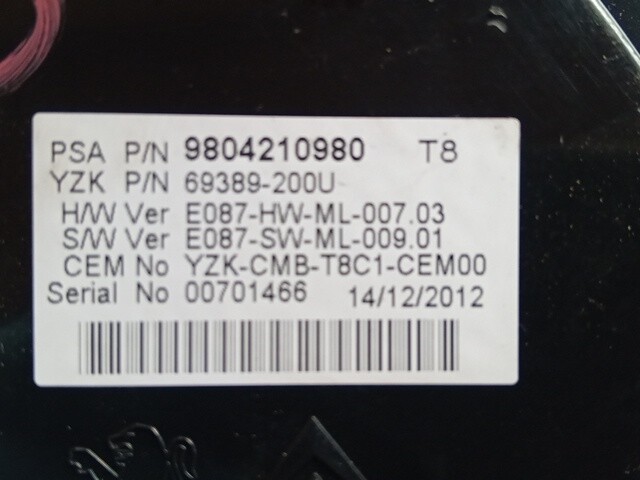 PSA P/N 9804210980 T8
YZK P/N 69389-200U
H/W Ver E087-HW-ML-007.03
S/W Ver E087-SW-ML-009.01
CEM No YZK-CMB-T8C1-CEM00
Serial No 00701466 14/12/2012